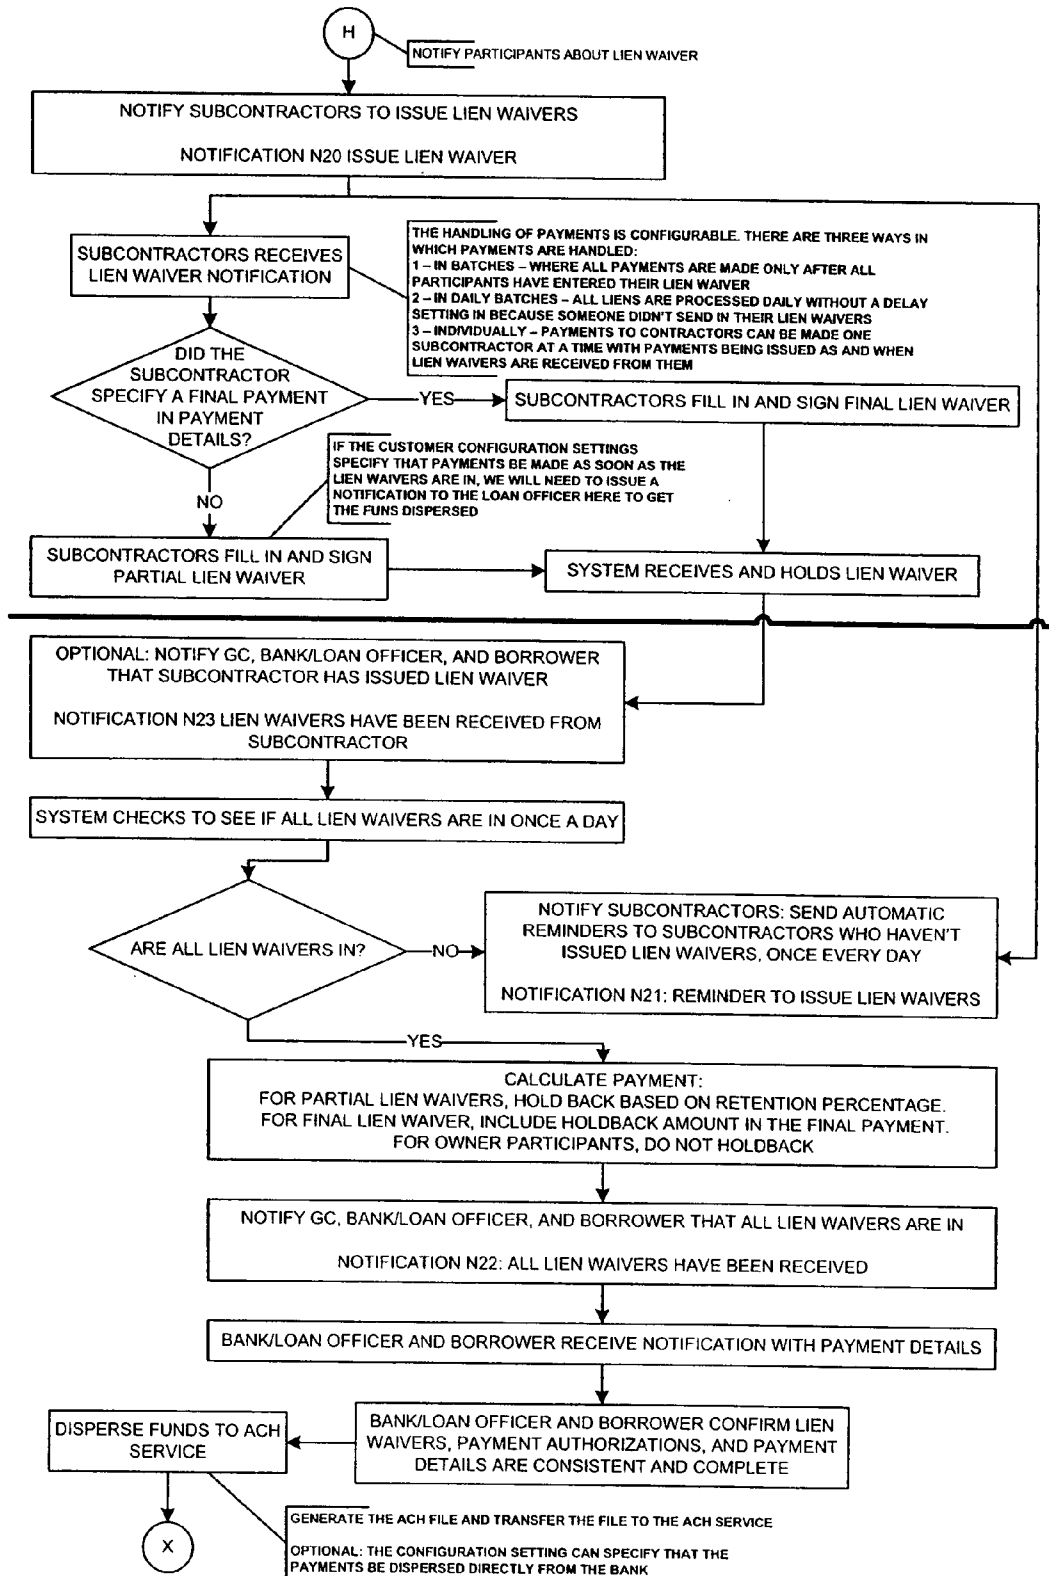 H
NOTIFY PARTICIPANTS ABOUT LIEN WAIVER
NOTIFY SUBCONTRACTORS TO ISSUE LIEN WAIVERS
NOTIFICATION N20 ISSUE LIEN WAIVER
SUBCONTRACTORS RECEIVES
LIEN WAIVER NOTIFICATION
THE HANDLING OF PAYMENTS IS CONFIGURABLE. THERE ARE THREE WAYS IN
WHICH PAYMENTS ARE HANDLED:
1 – IN BATCHES – WHERE ALL PAYMENTS ARE MADE ONLY AFTER ALL
PARTICIPANTS HAVE ENTERED THEIR LIEN WAIVER
2 – IN DAILY BATCHES – ALL LIENS ARE PROCESSED DAILY WITHOUT A DELAY
SETTING IN BECAUSE SOMEONE DIDN'T SEND IN THEIR LIEN WAIVERS
3 – INDIVIDUALLY – PAYMENTS TO CONTRACTORS CAN BE MADE ONE
SUBCONTRACTOR AT A TIME WITH PAYMENTS BEING ISSUED AS AND WHEN
LIEN WAIVERS ARE RECEIVED FROM THEM
DID THE
SUBCONTRACTOR
SPECIFY A FINAL PAYMENT
IN PAYMENT
DETAILS?
YES
SUBCONTRACTORS FILL IN AND SIGN FINAL LIEN WAIVER
IF THE CUSTOMER CONFIGURATION SETTINGS
SPECIFY THAT PAYMENTS BE MADE AS SOON AS THE
LIEN WAIVERS ARE IN, WE WILL NEED TO ISSUE A
NOTIFICATION TO THE LOAN OFFICER HERE TO GET
THE FUNS DISPERSED
NO
SUBCONTRACTORS FILL IN AND SIGN
PARTIAL LIEN WAIVER
SYSTEM RECEIVES AND HOLDS LIEN WAIVER
OPTIONAL: NOTIFY GC, BANK/LOAN OFFICER, AND BORROWER
THAT SUBCONTRACTOR HAS ISSUED LIEN WAIVER
NOTIFICATION N23 LIEN WAIVERS HAVE BEEN RECEIVED FROM
SUBCONTRACTOR
SYSTEM CHECKS TO SEE IF ALL LIEN WAIVERS ARE IN ONCE A DAY
ARE ALL LIEN WAIVERS IN?
NO
NOTIFY SUBCONTRACTORS: SEND AUTOMATIC
REMINDERS TO SUBCONTRACTORS WHO HAVEN'T
ISSUED LIEN WAIVERS, ONCE EVERY DAY
NOTIFICATION N21: REMINDER TO ISSUE LIEN WAIVERS
YES
CALCULATE PAYMENT:
FOR PARTIAL LIEN WAIVERS, HOLD BACK BASED ON RETENTION PERCENTAGE.
FOR FINAL LIEN WAIVER, INCLUDE HOLDBACK AMOUNT IN THE FINAL PAYMENT.
FOR OWNER PARTICIPANTS, DO NOT HOLDBACK
NOTIFY GC, BANK/LOAN OFFICER, AND BORROWER THAT ALL LIEN WAIVERS ARE IN
NOTIFICATION N22: ALL LIEN WAIVERS HAVE BEEN RECEIVED
BANK/LOAN OFFICER AND BORROWER RECEIVE NOTIFICATION WITH PAYMENT DETAILS
BANK/LOAN OFFICER AND BORROWER CONFIRM LIEN
WAIVERS, PAYMENT AUTHORIZATIONS, AND PAYMENT
DETAILS ARE CONSISTENT AND COMPLETE
DISPERSE FUNDS TO ACH
SERVICE
X
GENERATE THE ACH FILE AND TRANSFER THE FILE TO THE ACH SERVICE
OPTIONAL: THE CONFIGURATION SETTING CAN SPECIFY THAT THE
PAYMENTS BE DISPERSED DIRECTLY FROM THE BANK